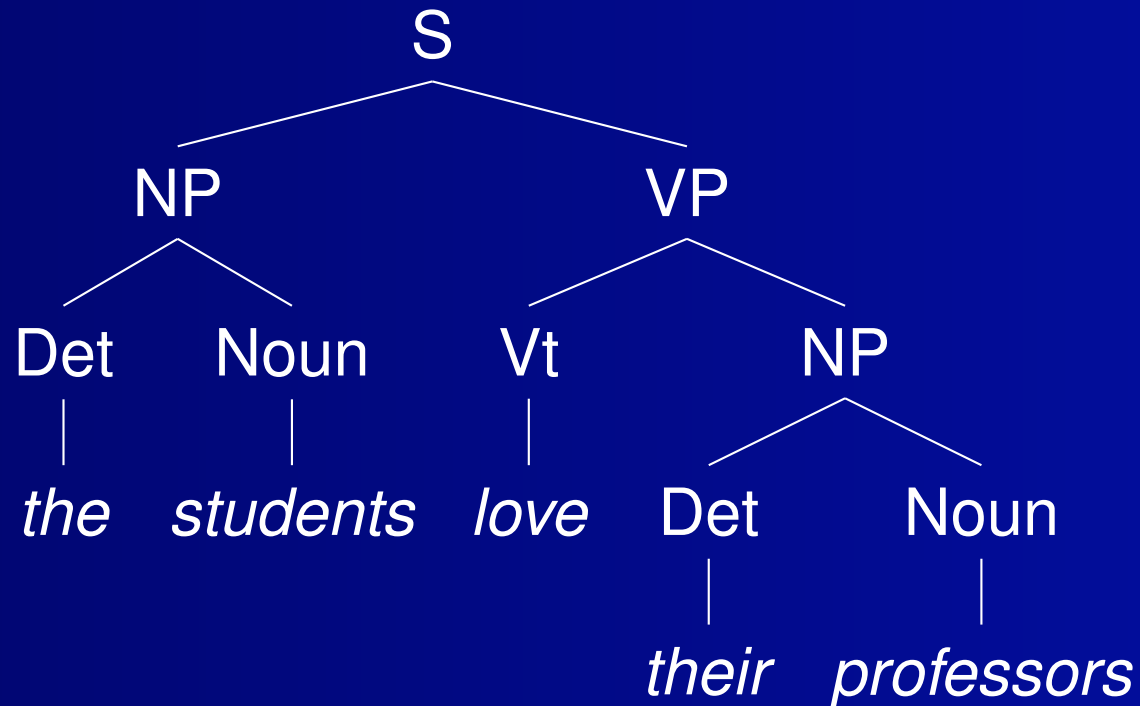 S
NP VP
Det Noun Vt NP
the students love Det Noun
their professors